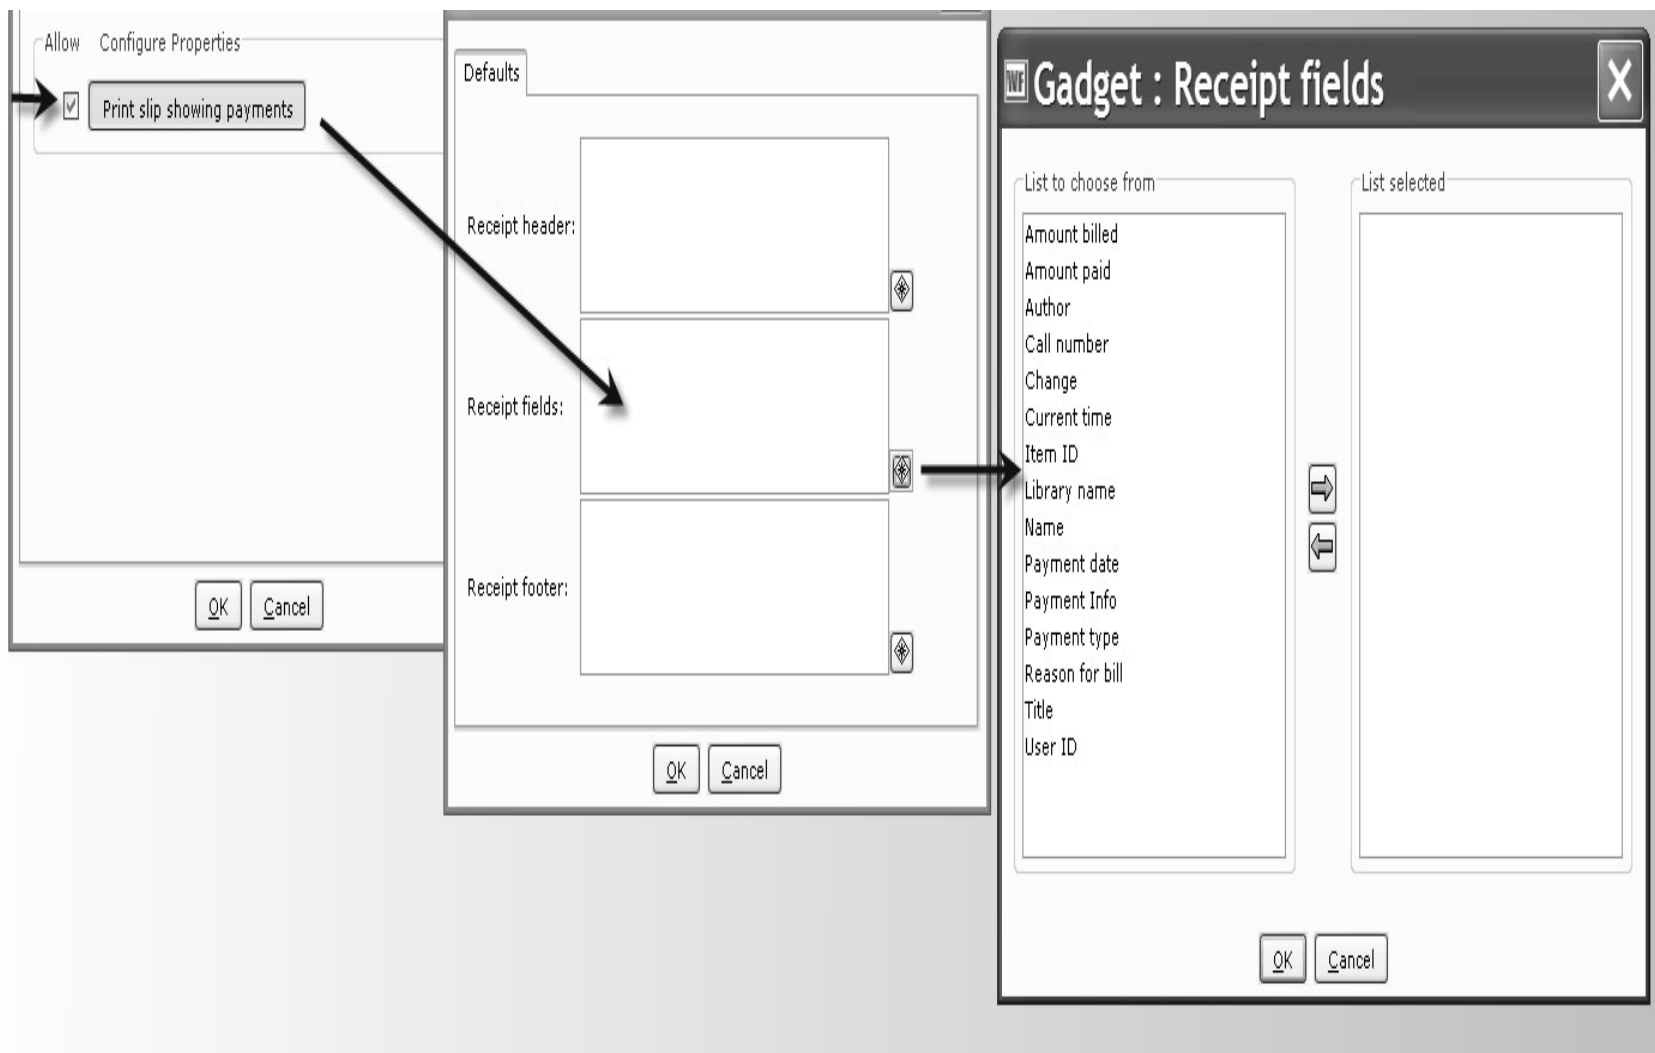 Allow Configure Properties
Print slip showing payments
OK Cancel
Defaults
Receipt header:
Receipt fields:
Receipt footer:
OK Cancel
WF Gadget : Receipt fields
List to choose from
Amount billed
Amount paid
Author
Call number
Change
Current time
Item ID
Library name
Name
Payment date
Payment Info
Payment type
Reason for bill
Title
User ID
List selected
OK Cancel